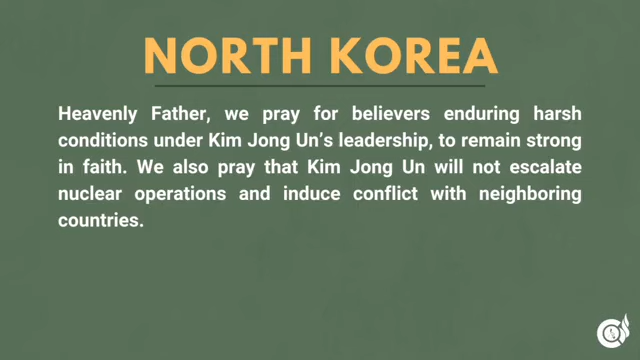 NORTH KOREA
Heavenly Father, we pray for believers enduring harsh
conditions under Kim Jong Un's leadership, to remain strong
in faith. We also pray that Kim Jong Un will not escalate
nuclear operations and induce conflict with neighboring
countries.